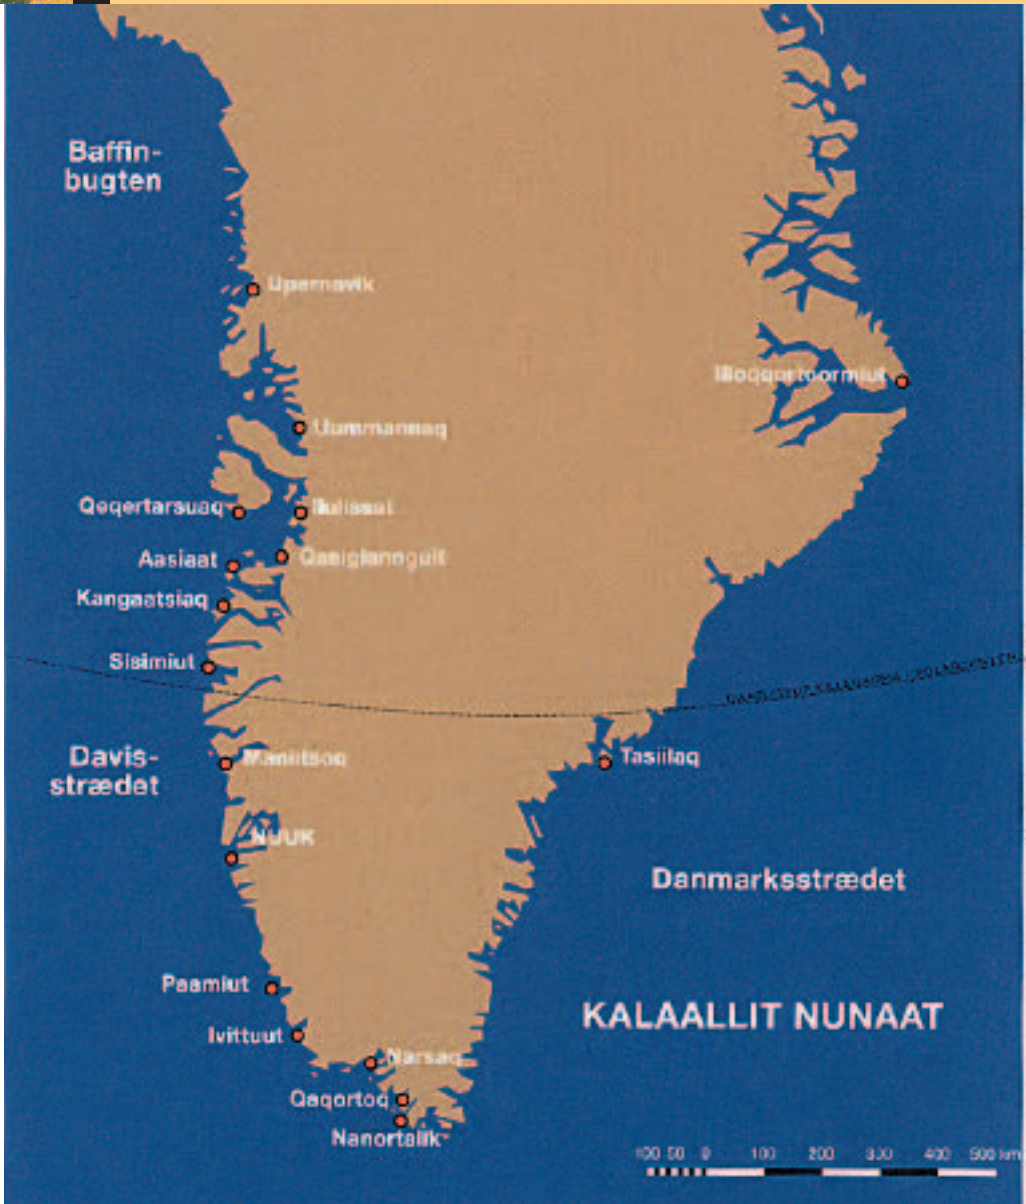 Baffin-
bugten
Upernavik
Illoqqortoormiut
Uummannaq
Qeqertarsuaq
Ilulissat
Aasiaat
Qasigiannguit
Kangaatsiaq
Sisimiut
Davis-
strædet
Maniitsoq
Tasiilaq
NUUK
Danmarksstrædet
Paamiut
KALAALLIT NUNAAT
Ivittuut
Narsaq
Qaqortoq
Nanortalik
100 50 0 100 200 300 400 500 km